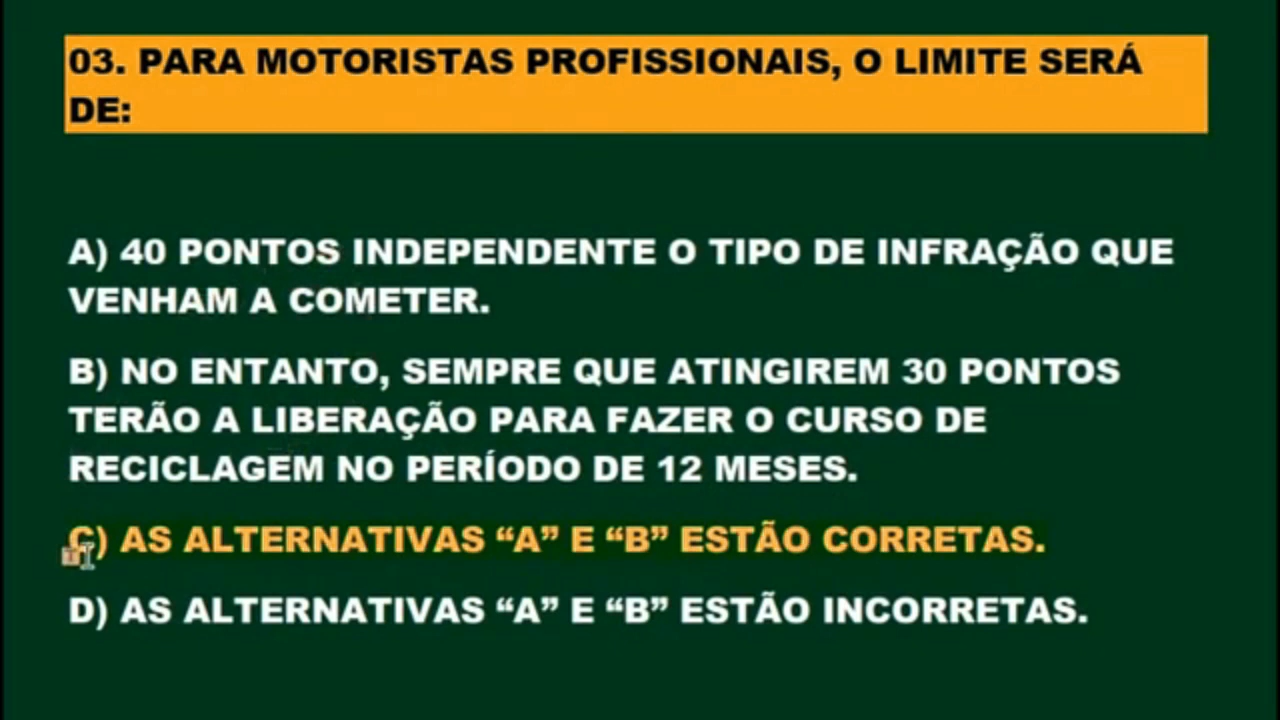 03. PARA MOTORISTAS PROFISSIONAIS, O LIMITE SERÁ
DE:
A) 40 PONTOS INDEPENDENTE O TIPO DE INFRAÇÃO QUE
VENHAM A COMETER.
B) NO ENTANTO, SEMPRE QUE ATINGIREM 30 PONTOS
TERÃO A LIBERAÇÃO PARA FAZER O CURSO DE
RECICLAGEM NO PERÍODO DE 12 MESES.
C) AS ALTERNATIVAS “A” E “B” ESTÃO CORRETAS.
D) AS ALTERNATIVAS “A” E “B” ESTÃO INCORRETAS.